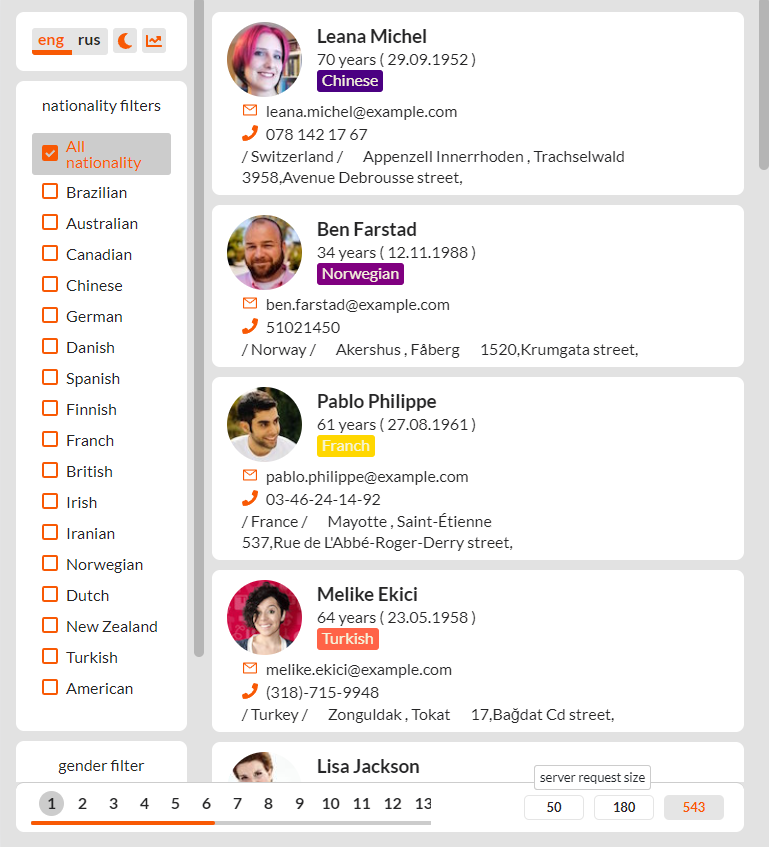 eng rus
nationality filters
All
nationality
Brazilian
Australian
Canadian
Chinese
German
Danish
Spanish
Finnish
Franch
British
Irish
Iranian
Norwegian
Dutch
New Zealand
Turkish
American
gender filter
Leana Michel
70 years ( 29.09.1952 )
Chinese
leana.michel@example.com
078 142 17 67
/ Switzerland / Appenzell Innerrhoden , Trachselwald
3958,Avenue Debrousse street,
Ben Farstad
34 years ( 12.11.1988 )
Norwegian
ben.farstad@example.com
51021450
/ Norway / Akershus , Fåberg 1520,Krumgata street,
Pablo Philippe
61 years ( 27.08.1961 )
Franch
pablo.philippe@example.com
03-46-24-14-92
/ France / Mayotte , Saint-Étienne
537,Rue de L'Abbé-Roger-Derry street,
Melike Ekici
64 years ( 23.05.1958 )
Turkish
melike.ekici@example.com
(318)-715-9948
/ Turkey / Zonguldak , Tokat 17,Bağdat Cd street,
Lisa Jackson
1 2 3 4 5 6 7 8 9 10 11 12 13
server request size
50 180 543